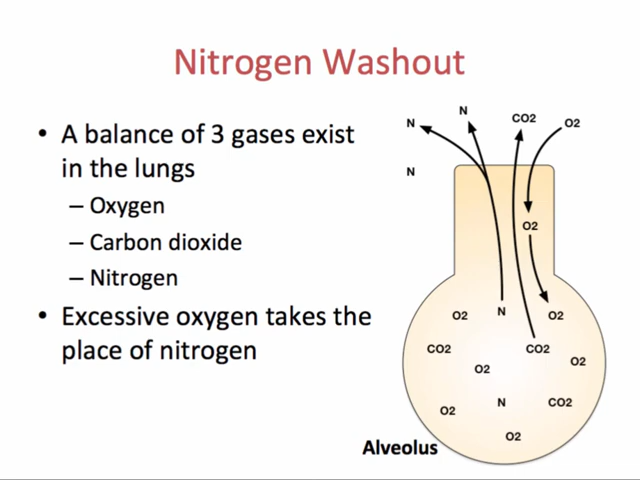 Nitrogen Washout
• A balance of 3 gases exist
in the lungs
– Oxygen
– Carbon dioxide
– Nitrogen
• Excessive oxygen takes the
place of nitrogen
N
N
CO2
O2
N
O2
O2
N
O2
CO2
CO2
O2
O2
O2
N
CO2
O2
Alveolus